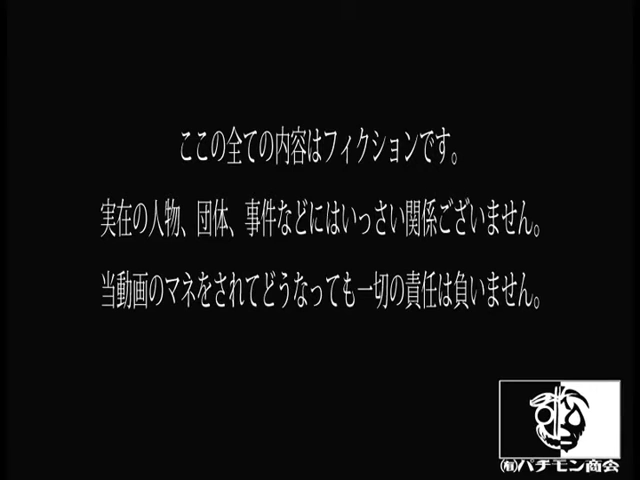 ここの全ての内容はフィクションです。
実在の人物、団体、事件などにはいっさい関係ございません。
当動画のマネをされてどうなっても一切の責任は負いません。
㈲パチモン商会